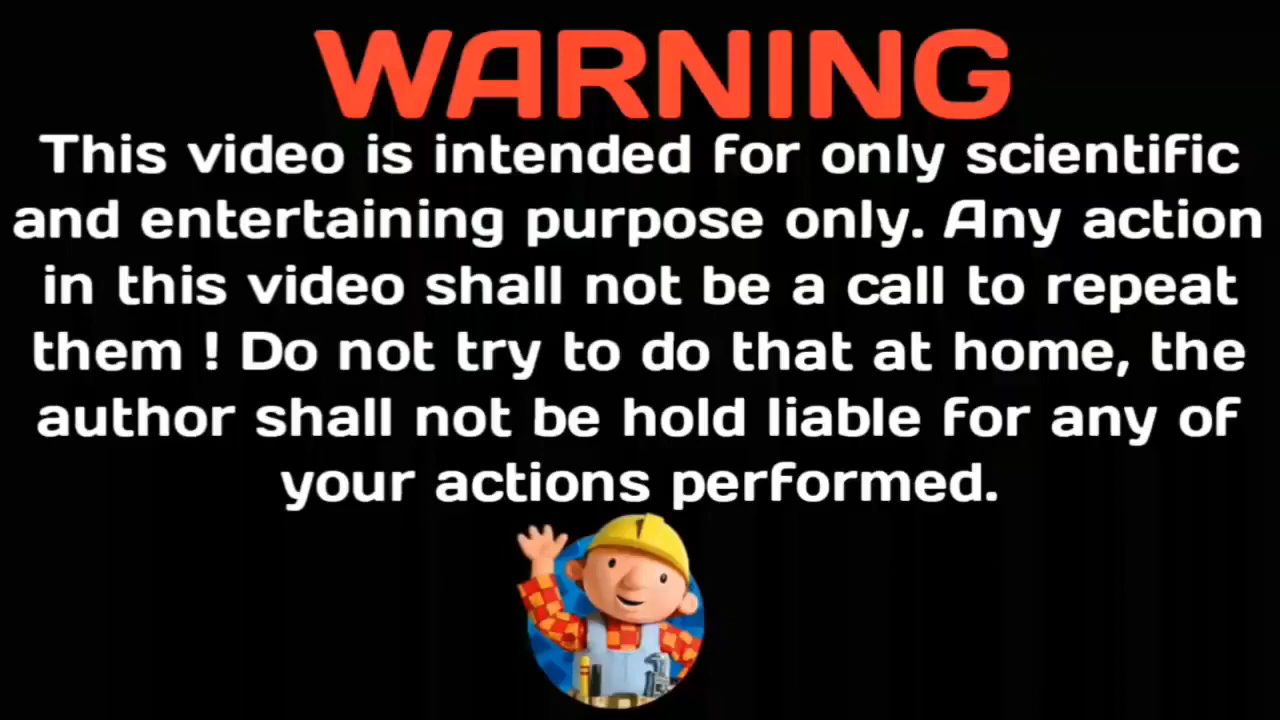 WARNING
This video is intended for only scientific
and entertaining purpose only. Any action
in this video shall not be a call to repeat
them ! Do not try to do that at home, the
author shall not be hold liable for any of
your actions performed.